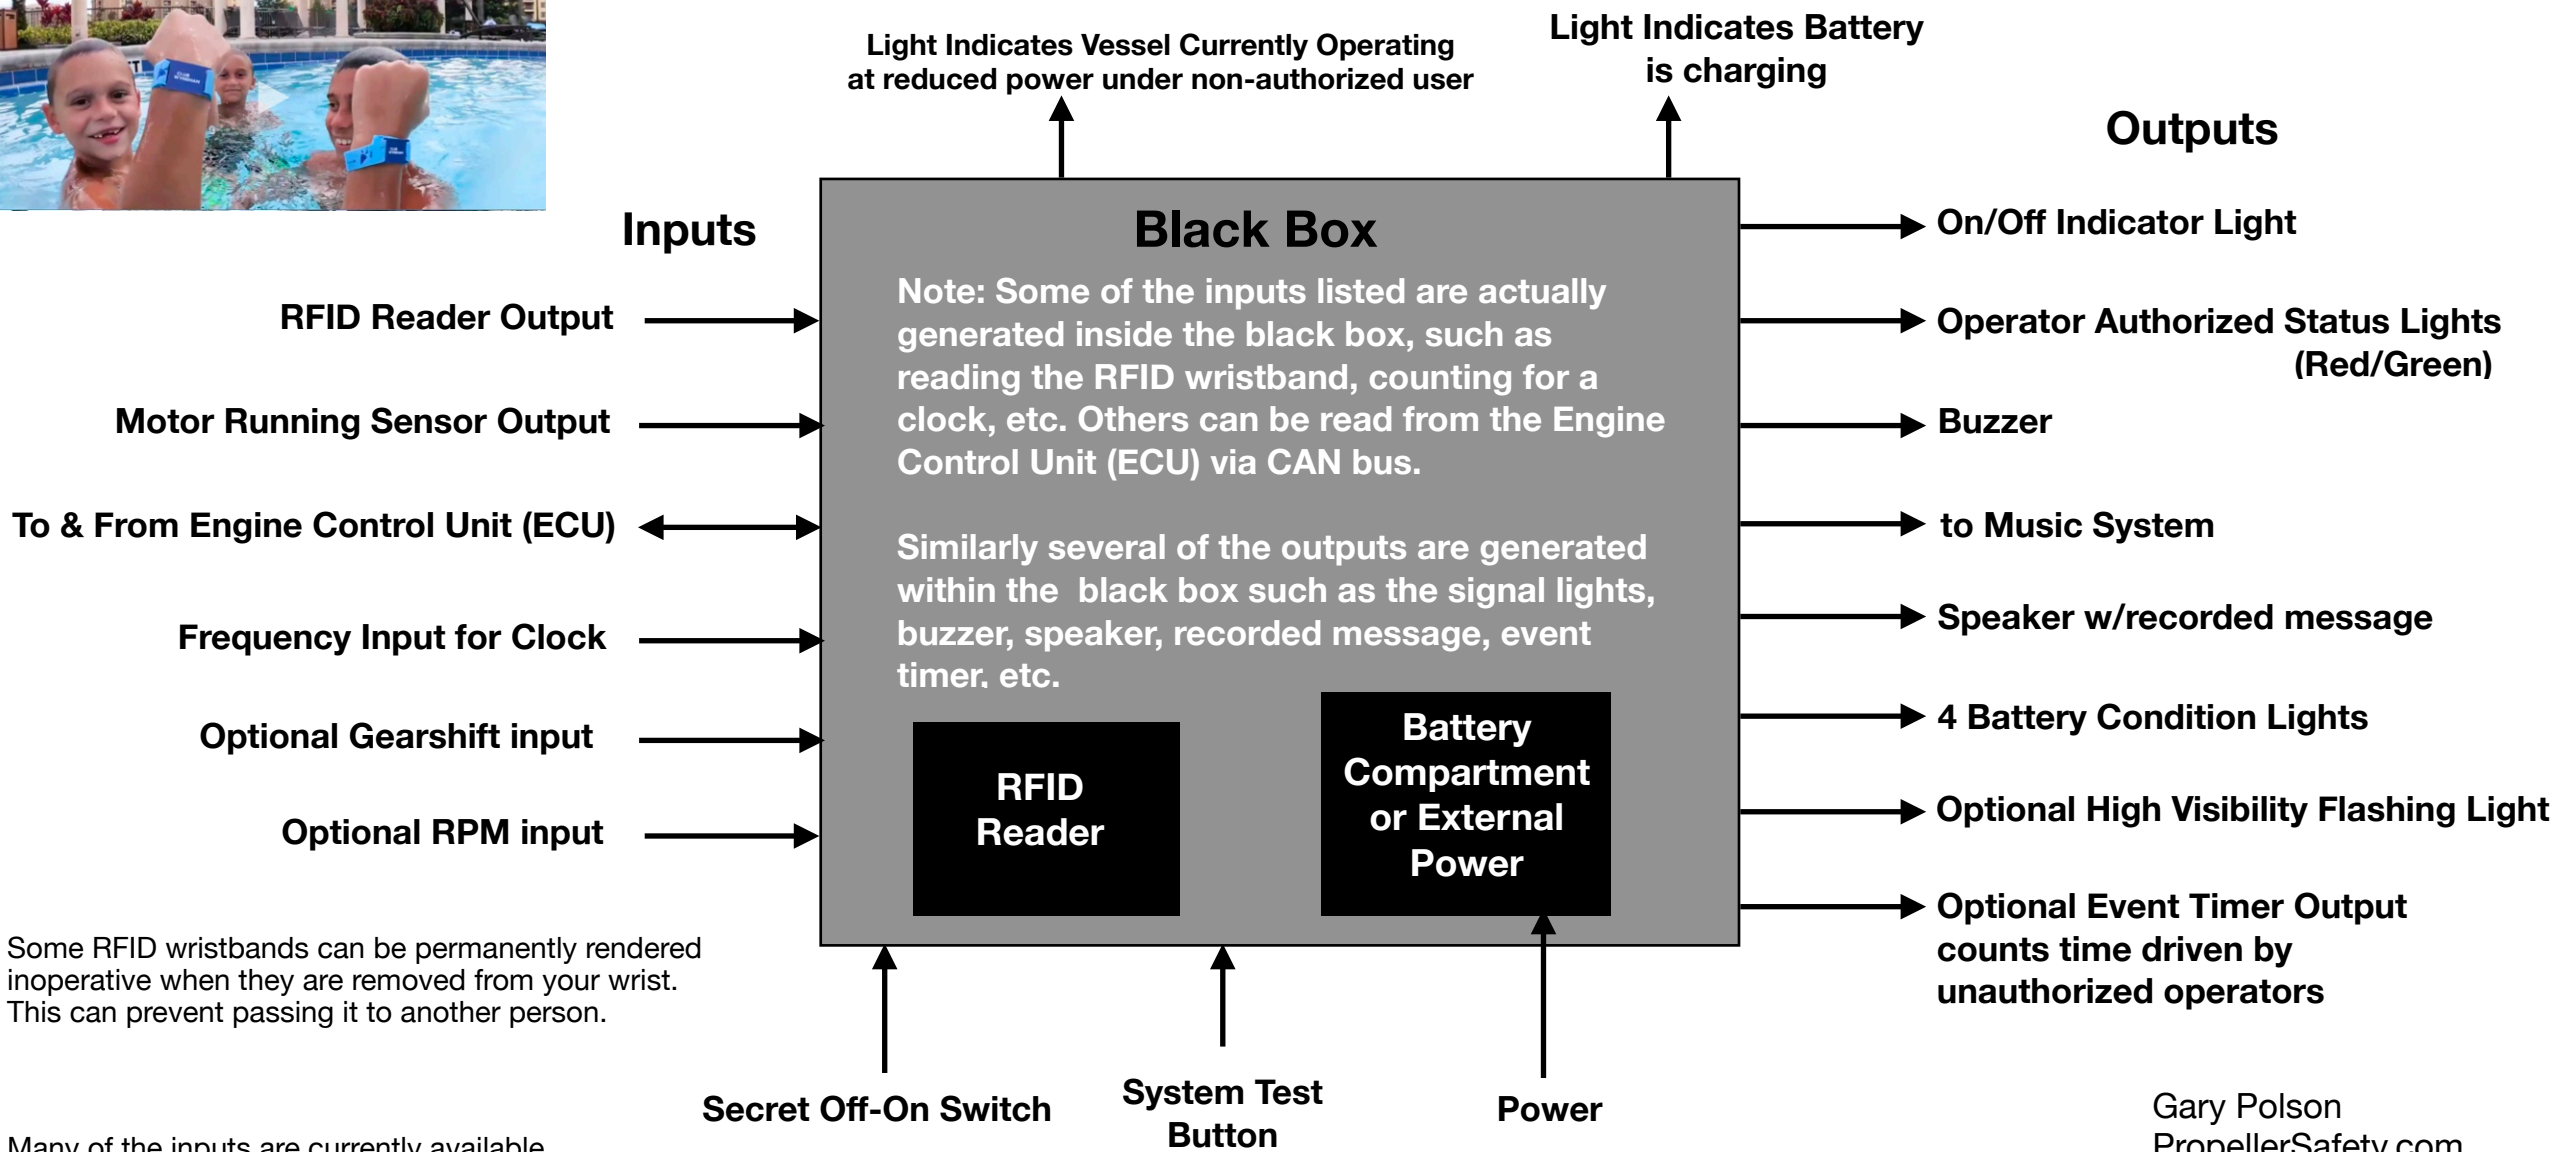 Light Indicates Vessel Currently Operating
at reduced power under non-authorized user
Light Indicates Battery
is charging
Outputs
Inputs
Black Box
Note: Some of the inputs listed are actually
generated inside the black box, such as
reading the RFID wristband, counting for a
clock, etc. Others can be read from the Engine
Control Unit (ECU) via CAN bus.
Similarly several of the outputs are generated
within the  black box such as the signal lights,
buzzer, speaker, recorded message, event
timer, etc.
RFID
Reader
Battery
Compartment
or External
Power
RFID Reader Output
Motor Running Sensor Output
To & From Engine Control Unit (ECU)
Frequency Input for Clock
Optional Gearshift input
Optional RPM input
On/Off Indicator Light
Operator Authorized Status Lights
(Red/Green)
Buzzer
to Music System
Speaker w/recorded message
4 Battery Condition Lights
Optional High Visibility Flashing Light
Optional Event Timer Output
counts time driven by
unauthorized operators
Some RFID wristbands can be permanently rendered
inoperative when they are removed from your wrist.
This can prevent passing it to another person.
Secret Off-On Switch
System Test
Button
Power
Many of the inputs are currently available
Gary Polson
PropellerSafety.com